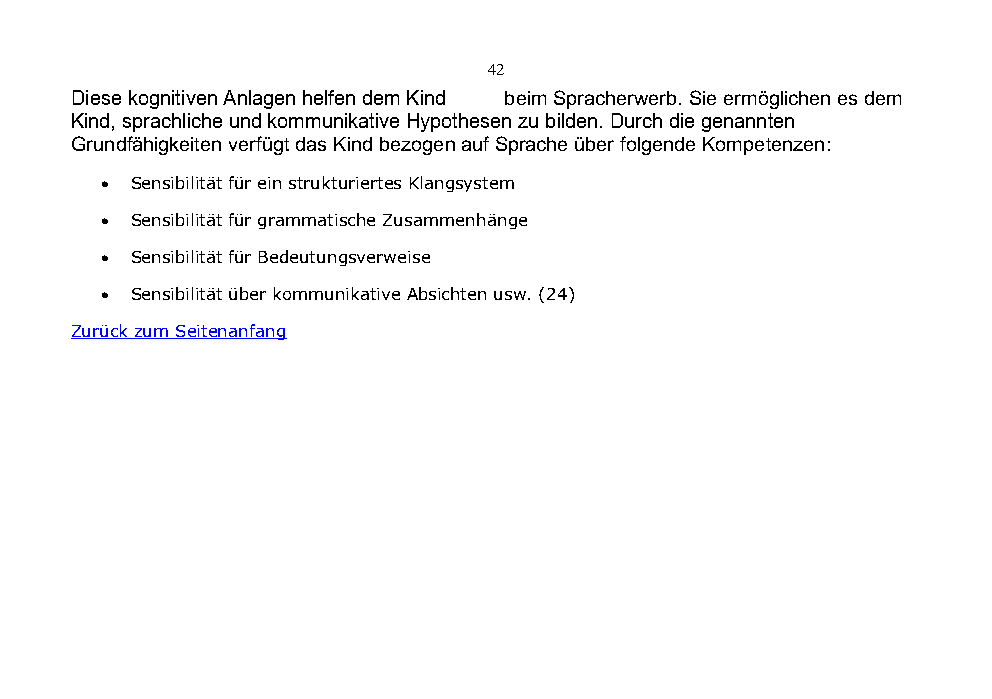 42
Diese kognitiven Anlagen helfen dem Kind beim Spracherwerb. Sie ermöglichen es dem
Kind, sprachliche und kommunikative Hypothesen zu bilden. Durch die genannten
Grundfähigkeiten verfügt das Kind bezogen auf Sprache über folgende Kompetenzen:
• Sensibilität für ein strukturiertes Klangsystem
• Sensibilität für grammatische Zusammenhänge
• Sensibilität für Bedeutungsverweise
• Sensibilität über kommunikative Absichten usw. (24)
Zurück zum Seitenanfang